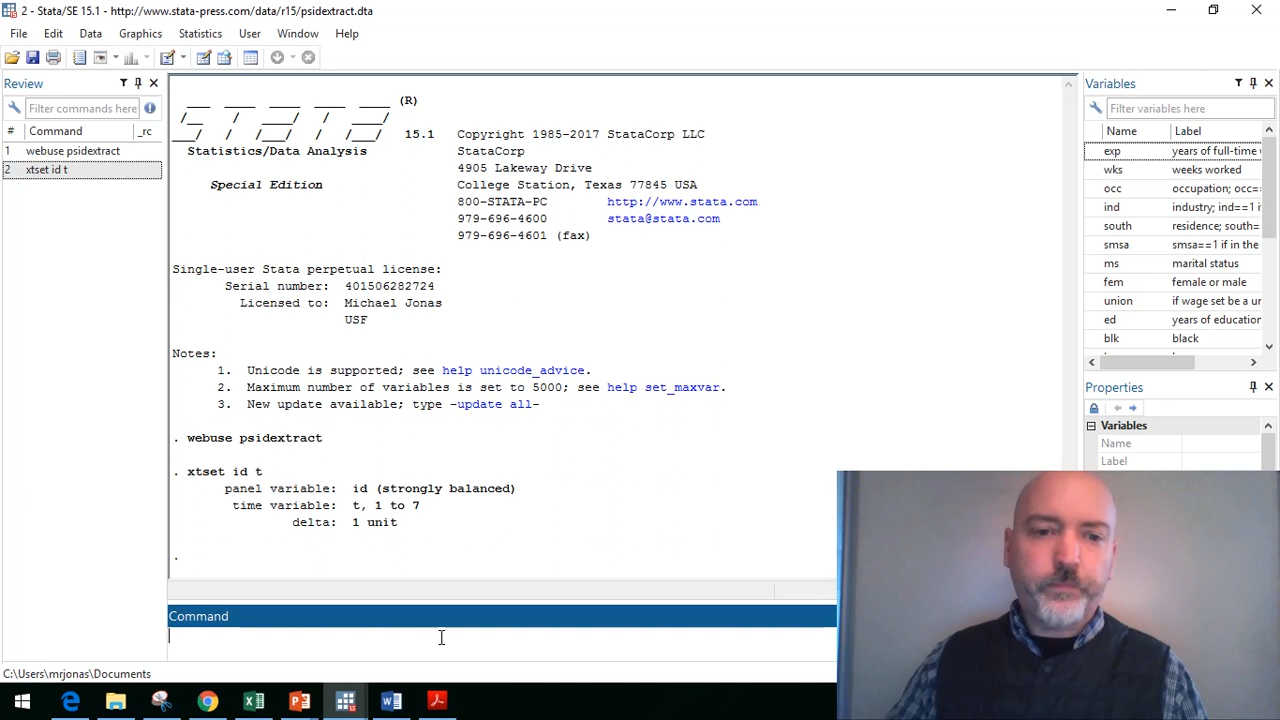 2 - Stata/SE 15.1 - http://www.stata-press.com/data/r15/psidextract.dta
File Edit Data Graphics Statistics User Window Help
Review
Filter commands here
# Command _rc
1 webuse psidextract
2 xtset id t
(R)
15.1 Copyright 1985-2017 StataCorp LLC
Statistics/Data Analysis StataCorp
4905 Lakeway Drive
Special Edition College Station, Texas 77845 USA
800-STATA-PC http://www.stata.com
979-696-4600 stata@stata.com
979-696-4601 (fax)
Single-user Stata perpetual license:
Serial number: 401506282724
Licensed to: Michael Jonas
USF
Notes:
1. Unicode is supported; see help unicode_advice.
2. Maximum number of variables is set to 5000; see help set_maxvar.
3. New update available; type -update all-
. webuse psidextract
. xtset id t
panel variable: id (strongly balanced)
time variable: t, 1 to 7
delta: 1 unit
.
Command
C:\Users\mrjonas\Documents
Variables
Filter variables here
Name Label
exp years of full-time
wks weeks worked
occ occupation; occ=
ind industry; ind==1 i
south residence; south=
smsa smsa==1 if in the
ms marital status
fem female or male
union if wage set be a u
ed years of education
blk black
Properties
Variables
Name
Label